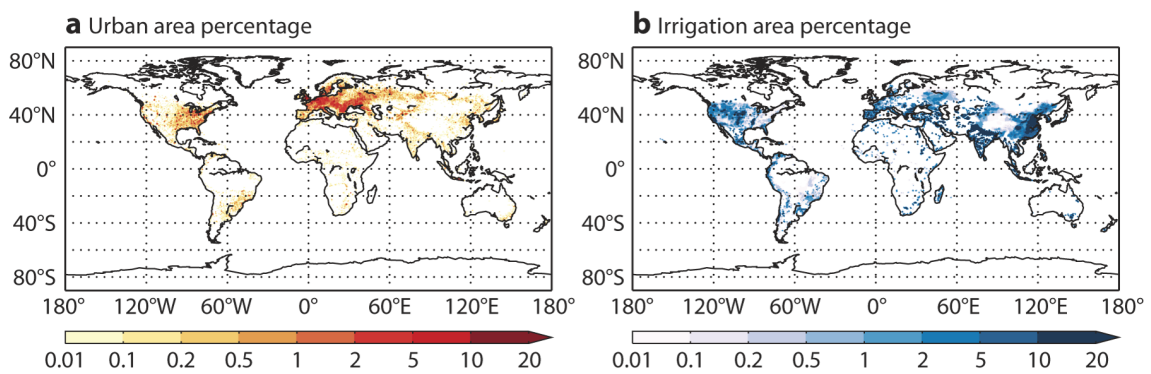 a Urban area percentage
80°N
40°N
0°
40°S
80°S
180° 120°W 60°W 0° 60°E 120°E 180°
0.01 0.1 0.2 0.5 1 2 5 10 20
b Irrigation area percentage
80°N
40°N
0°
40°S
80°S
180° 120°W 60°W 0° 60°E 120°E 180°
0.01 0.1 0.2 0.5 1 2 5 10 20